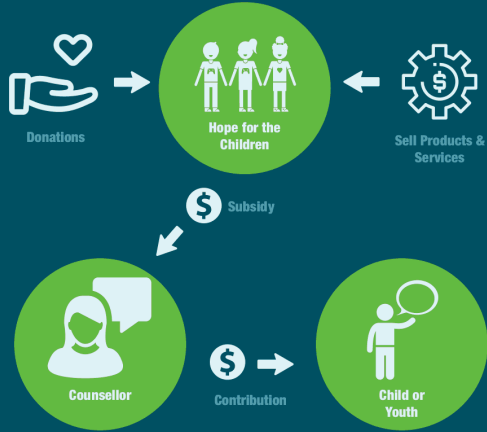 Donations
Hope for the
Children
Sell Products &
Services
$
$ Subsidy
Counsellor
$
Contribution
Child or
Youth